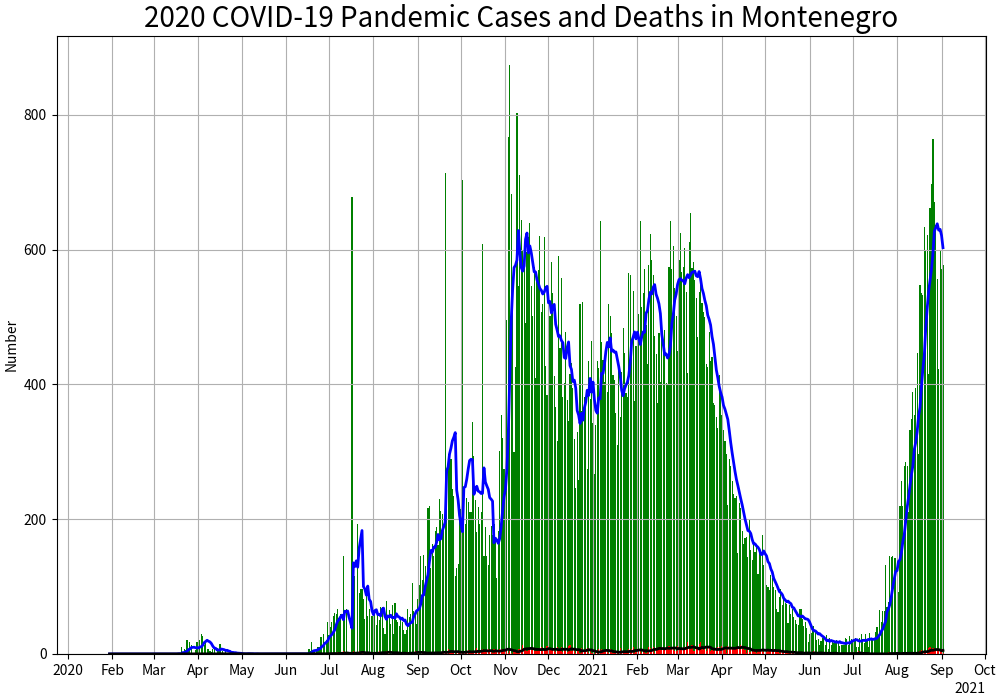 2020 COVID-19 Pandemic Cases and Deaths in Montenegro
Number
800
600
400
200
0
2020 Feb Mar Apr May Jun Jul Aug Sep Oct Nov Dec 2021 Feb Mar Apr May Jun Jul Aug Sep Oct
2021